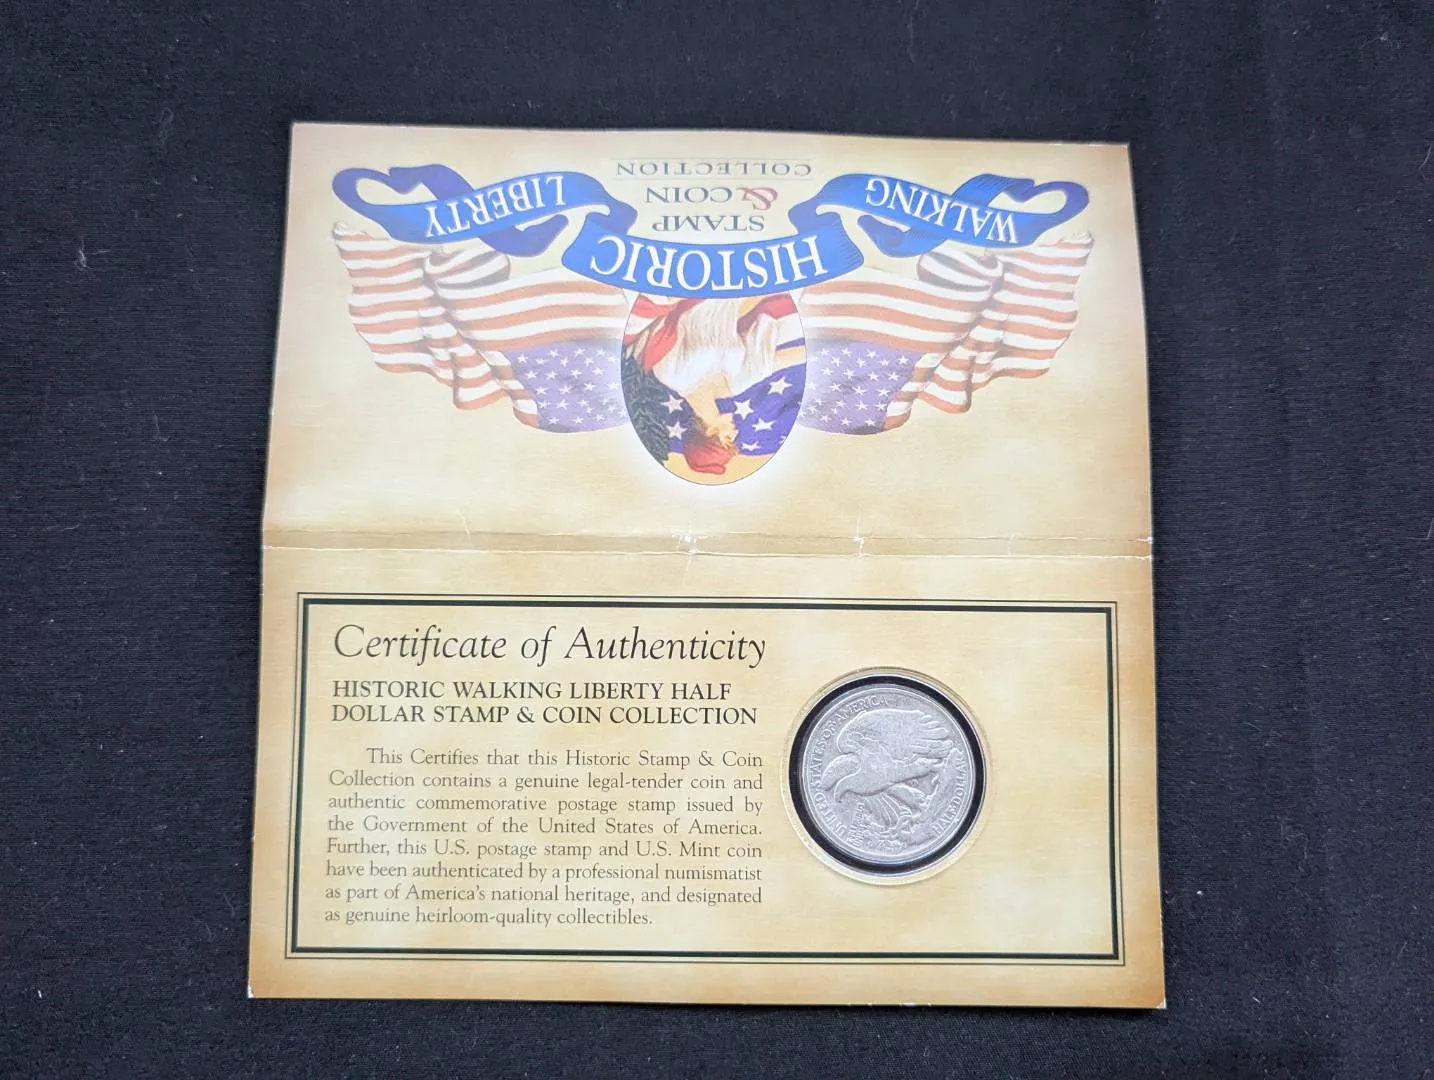 WALKING LIBERTY
HISTORIC
STAMP
& COIN
COLLECTION
Certificate of Authenticity
HISTORIC WALKING LIBERTY HALF
DOLLAR STAMP & COIN COLLECTION
This Certifies that this Historic Stamp & Coin
Collection contains a genuine legal-tender coin and
authentic commemorative postage stamp issued by
the Government of the United States of America.
Further, this U.S. postage stamp and U.S. Mint coin
have been authenticated by a professional numismatist
as part of America's national heritage, and designated
as genuine heirloom-quality collectibles.
UNITED·STATES·OF·AMERICA
HALF·DOLLAR